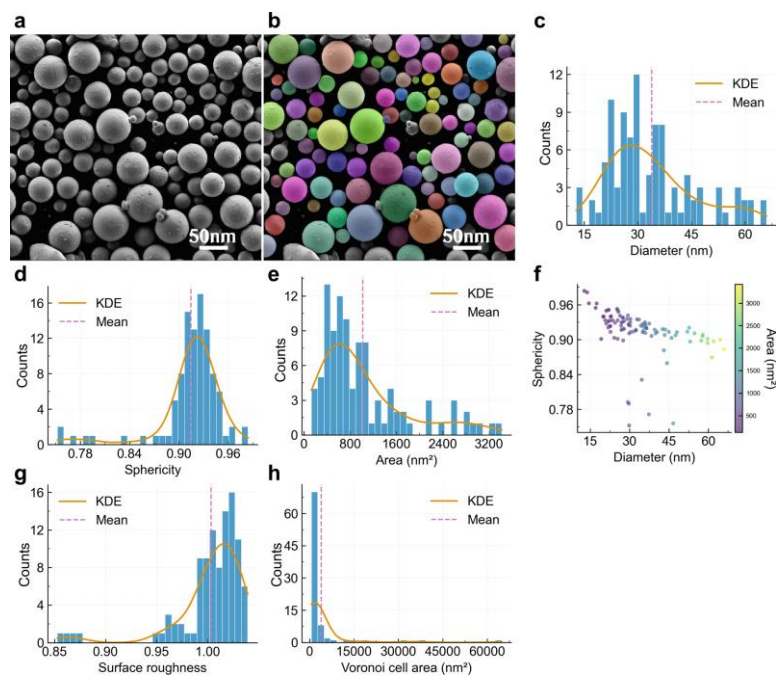 a
b
c
50nm
50nm
12
9
6
3
0
Counts
KDE
Mean
15
30
45
60
Diameter (nm)
d
16
12
8
4
0
Counts
KDE
Mean
0.78
0.84
0.90
0.96
Sphericity
e
12
9
6
3
0
Counts
KDE
Mean
0
800
1600
2400
3200
Area (nm²)
f
0.96
0.90
0.84
0.78
Sphericity
15
30
45
60
Diameter (nm)
3000
2500
2000
1500
1000
500
Area (nm²)
g
16
12
8
4
0
Counts
KDE
Mean
0.85
0.90
0.95
1.00
Surface roughness
h
60
45
30
15
0
Counts
KDE
Mean
0
15000
30000
45000
60000
Voronoi cell area (nm²)